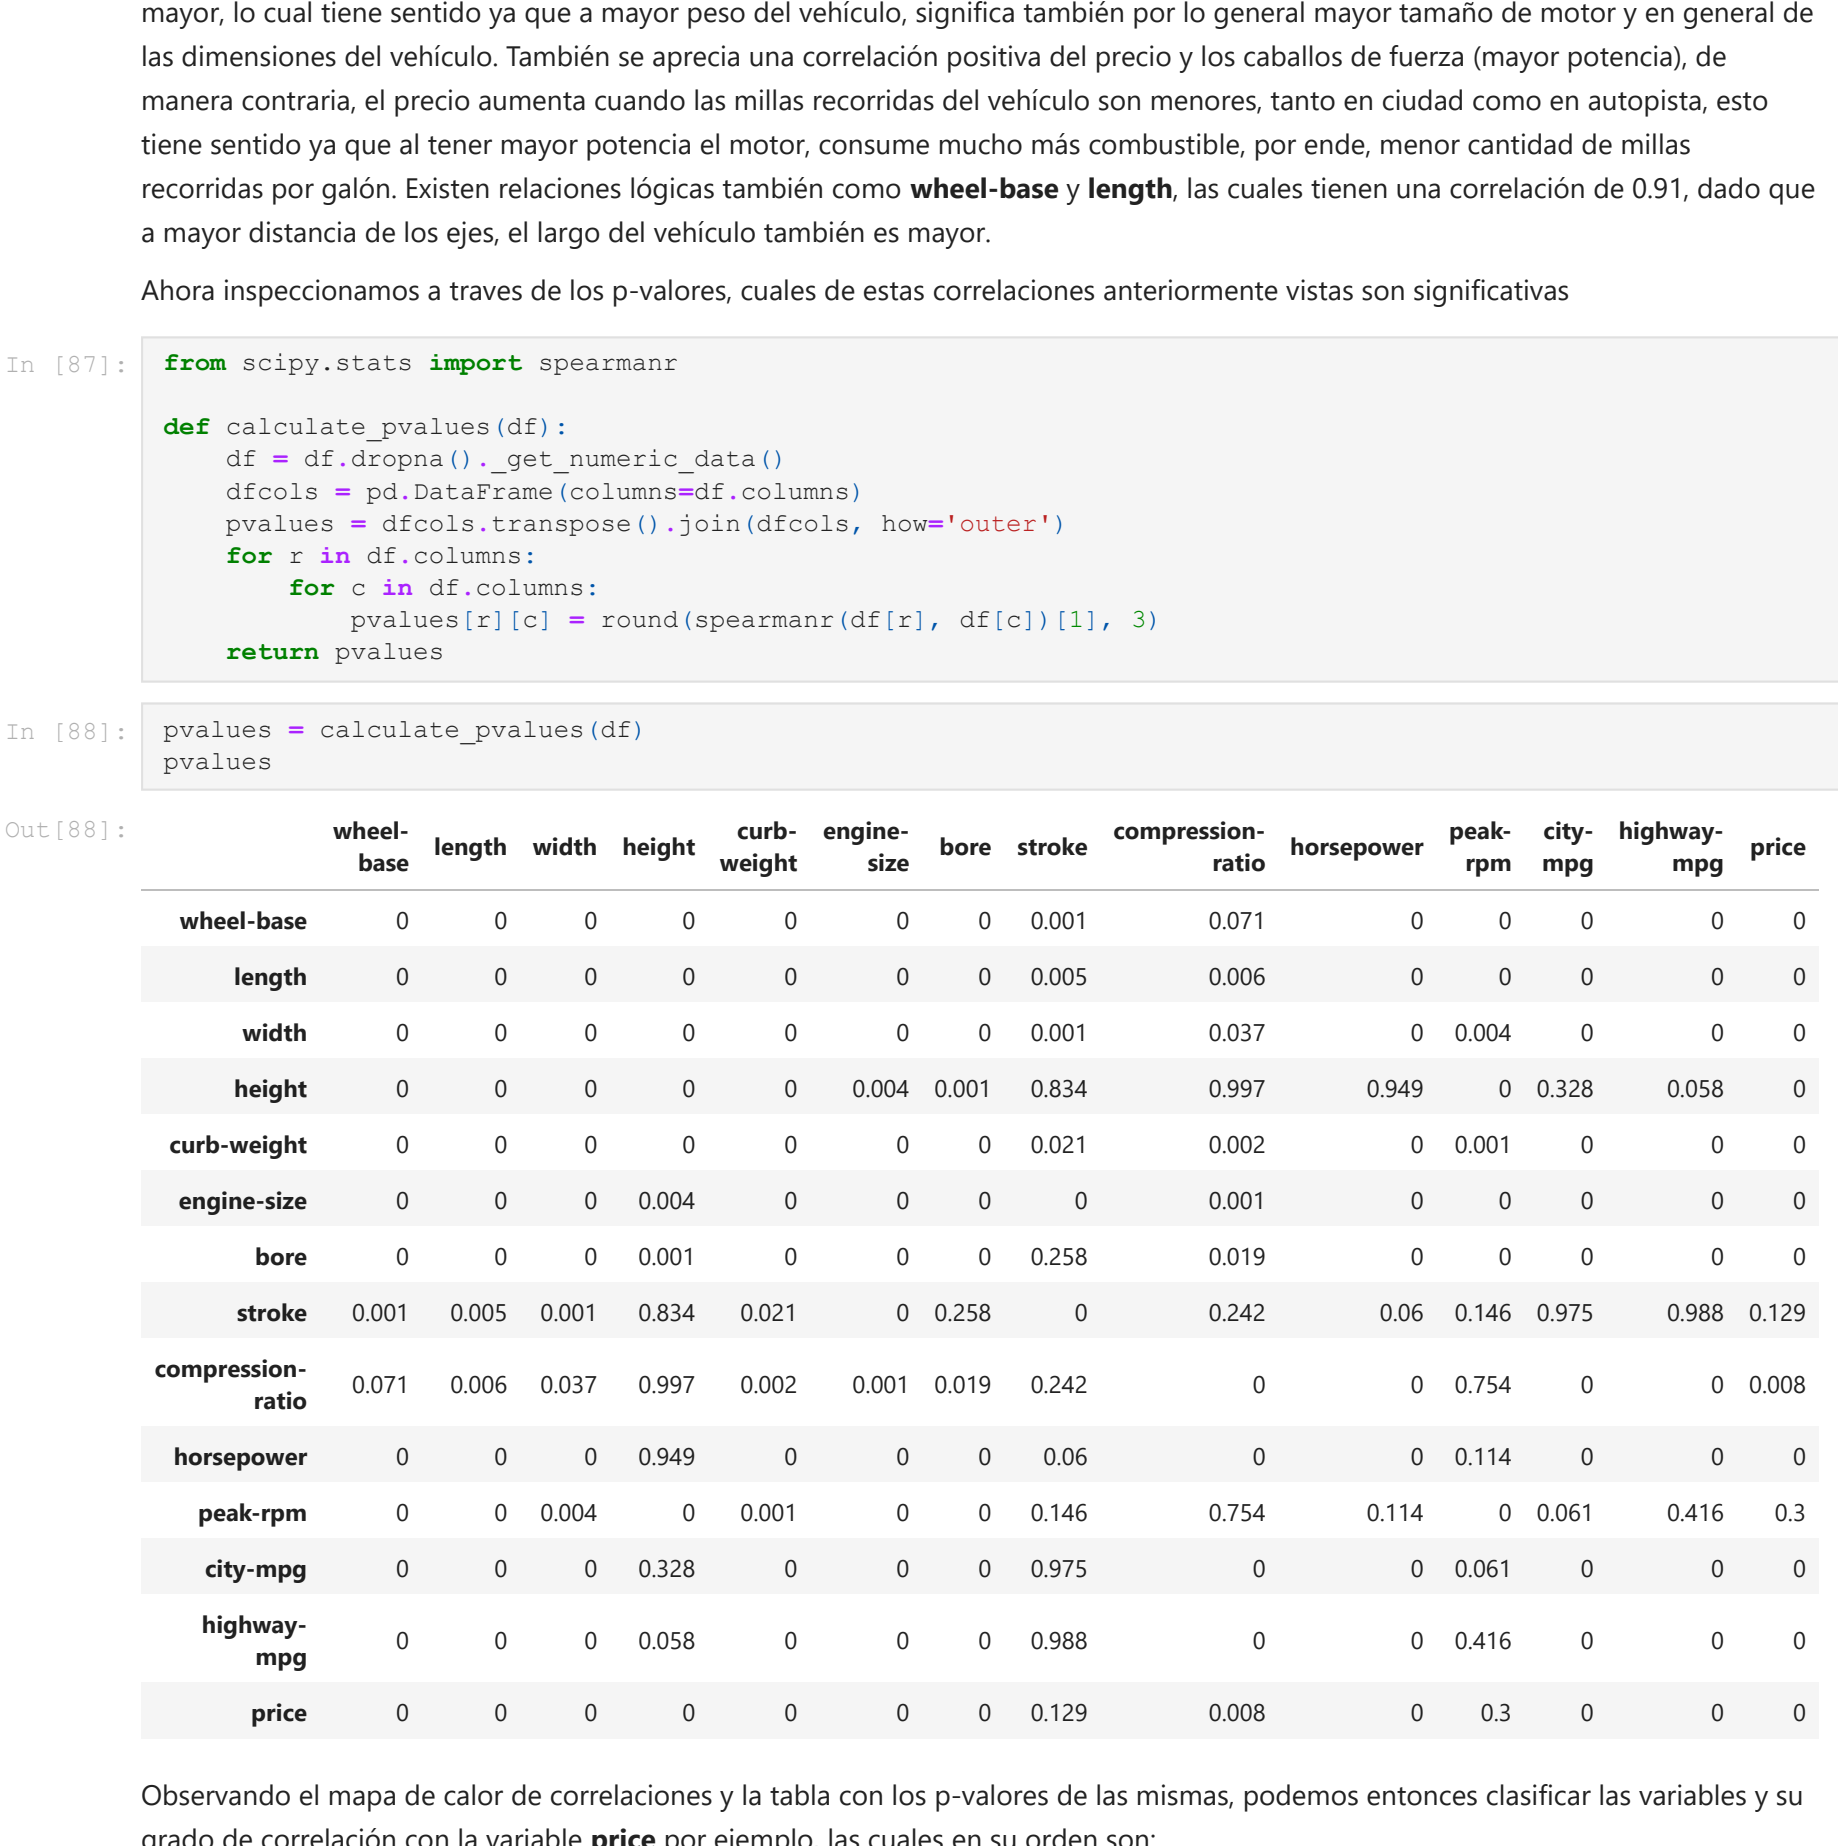 mayor, lo cual tiene sentido ya que a mayor peso del vehículo, significa también por lo general mayor tamaño de motor y en general de
las dimensiones del vehículo. También se aprecia una correlación positiva del precio y los caballos de fuerza (mayor potencia), de
manera contraria, el precio aumenta cuando las millas recorridas del vehículo son menores, tanto en ciudad como en autopista, esto
tiene sentido ya que al tener mayor potencia el motor, consume mucho más combustible, por ende, menor cantidad de millas
recorridas por galón. Existen relaciones lógicas también como wheel-base y length, las cuales tienen una correlación de 0.91, dado que
a mayor distancia de los ejes, el largo del vehículo también es mayor.
Ahora inspeccionamos a traves de los p-valores, cuales de estas correlaciones anteriormente vistas son significativas
In [87]: from scipy.stats import spearmanr
def calculate_pvalues(df):
    df = df.dropna()._get_numeric_data()
    dfcols = pd.DataFrame(columns=df.columns)
    pvalues = dfcols.transpose().join(dfcols, how='outer')
    for r in df.columns:
        for c in df.columns:
            pvalues[r][c] = round(spearmanr(df[r], df[c])[1], 3)
    return pvalues
In [88]: pvalues = calculate_pvalues(df)
pvalues
Out[88]: wheel-base length width height curb-weight engine-size bore stroke compression-ratio horsepower peak-rpm city-mpg highway-mpg price
wheel-base 0 0 0 0 0 0 0 0.001 0.071 0 0 0 0 0
length 0 0 0 0 0 0 0 0.005 0.006 0 0 0 0 0
width 0 0 0 0 0 0 0 0.001 0.037 0 0.004 0 0 0
height 0 0 0 0 0 0.004 0.001 0.834 0.997 0.949 0 0.328 0.058 0
curb-weight 0 0 0 0 0 0 0 0.021 0.002 0 0.001 0 0 0
engine-size 0 0 0 0.004 0 0 0 0 0.001 0 0 0 0 0
bore 0 0 0 0.001 0 0 0 0.258 0.019 0 0 0 0 0
stroke 0.001 0.005 0.001 0.834 0.021 0 0.258 0 0.242 0.06 0.146 0.975 0.988 0.129
compression-ratio 0.071 0.006 0.037 0.997 0.002 0.001 0.019 0.242 0 0 0.754 0 0 0.008
horsepower 0 0 0 0.949 0 0 0 0.06 0 0 0.114 0 0 0
peak-rpm 0 0 0.004 0 0.001 0 0 0.146 0.754 0.114 0 0.061 0.416 0.3
city-mpg 0 0 0 0.328 0 0 0 0.975 0 0 0.061 0 0 0
highway-mpg 0 0 0 0.058 0 0 0 0.988 0 0 0.416 0 0 0
price 0 0 0 0 0 0 0 0.129 0.008 0 0.3 0 0 0
Observando el mapa de calor de correlaciones y la tabla con los p-valores de las mismas, podemos entonces clasificar las variables y su
grado de correlación con la variable price por ejemplo, las cuales en su orden son: